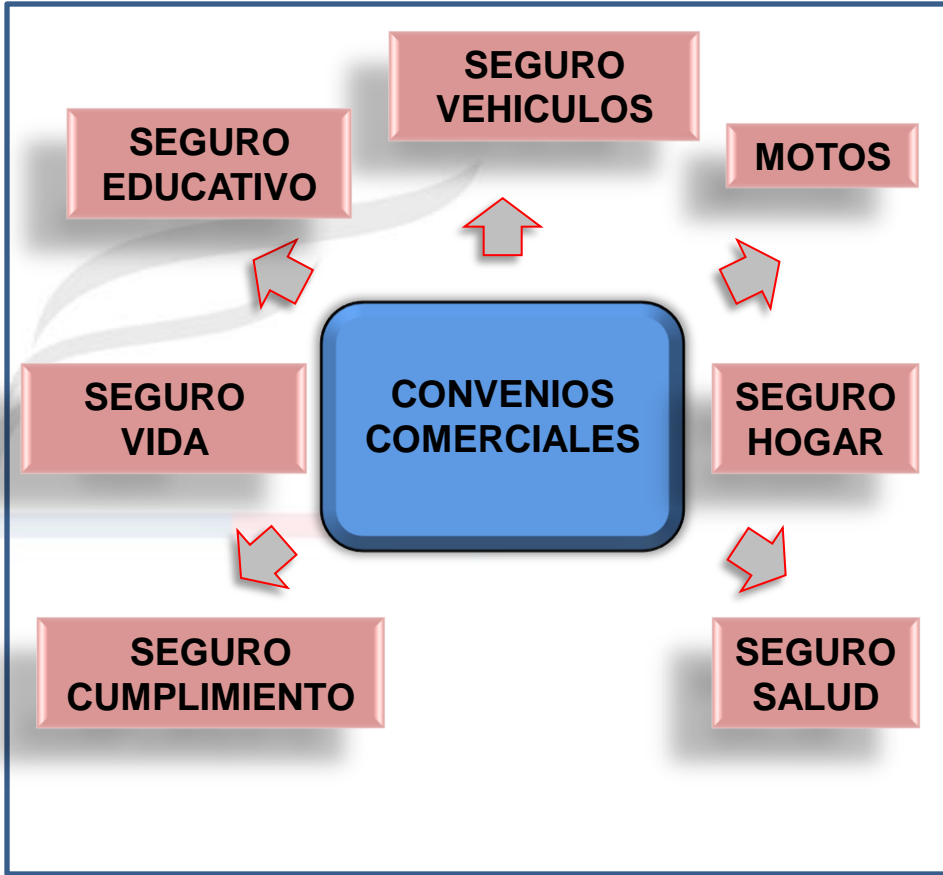 SEGURO
VEHICULOS
SEGURO
EDUCATIVO
MOTOS
SEGURO
VIDA
CONVENIOS
COMERCIALES
SEGURO
HOGAR
SEGURO
CUMPLIMIENTO
SEGURO
SALUD